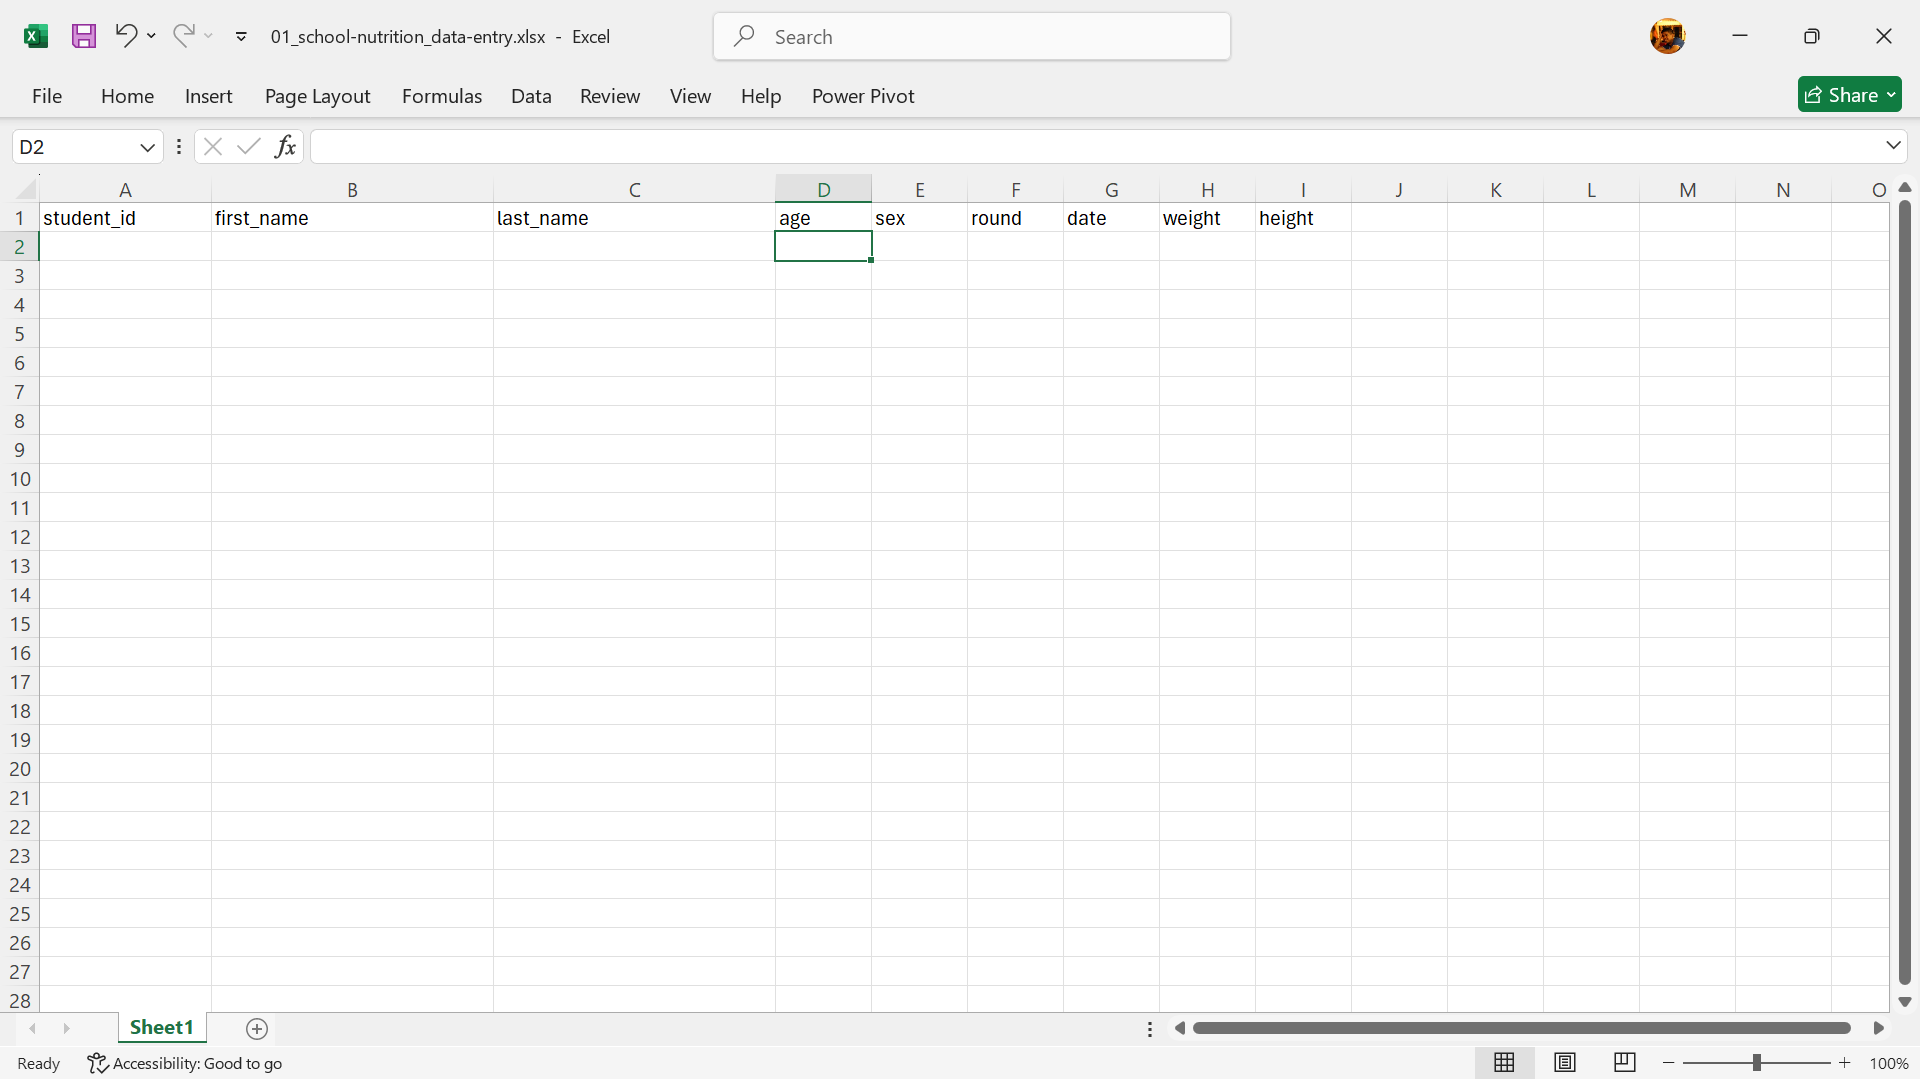 01_school-nutrition_data-entry.xlsx - Excel
Search
File Home Insert Page Layout Formulas Data Review View Help Power Pivot
Share
D2
fx
A B C D E F G H I J K L M N O
1 student_id first_name last_name age sex round date weight height
2
3
4
5
6
7
8
9
10
11
12
13
14
15
16
17
18
19
20
21
22
23
24
25
26
27
28
Sheet1
Ready Accessibility: Good to go
100%